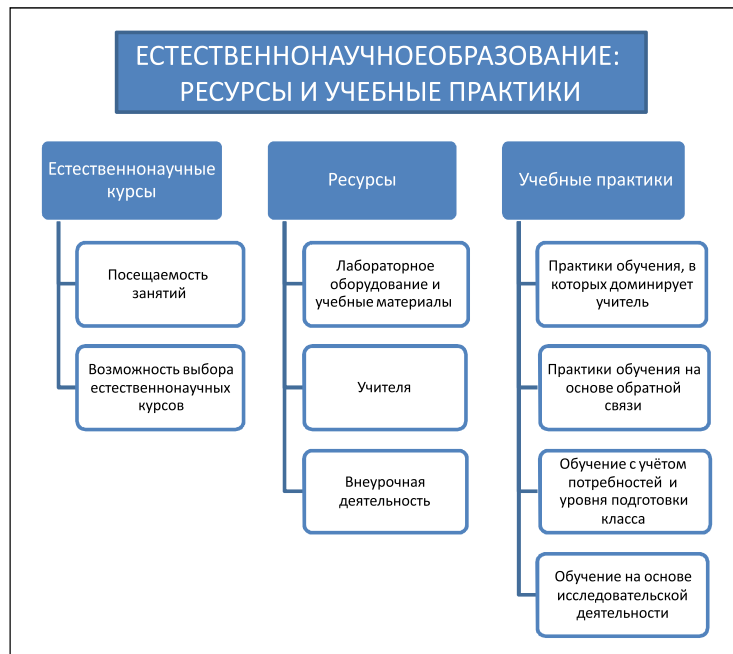 ЕСТЕСТВЕННОНАУЧНОЕОБРАЗОВАНИЕ:
РЕСУРСЫ И УЧЕБНЫЕ ПРАКТИКИ
Естественнонаучные
курсы
Посещаемость
занятий
Возможность выбора
естественнонаучных
курсов
Ресурсы
Лабораторное
оборудование и
учебные материалы
Учителя
Внеурочная
деятельность
Учебные практики
Практики обучения, в
которых доминирует
учитель
Практики обучения на
основе обратной
связи
Обучение с учётом
потребностей и
уровня подготовки
класса
Обучение на основе
исследовательской
деятельности